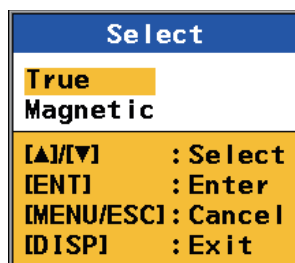 Select
True
Magnetic
[▲]/[▼] :Select
[ENT] :Enter
[MENU/ESC]:Cancel
[DISP] :Exit